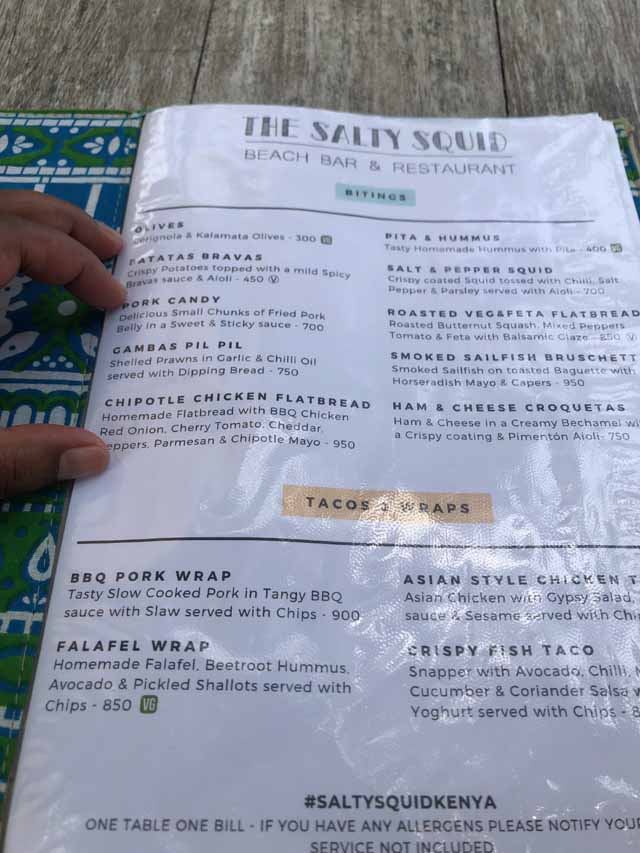 THE SALTY SQUID
BEACH BAR & RESTAURANT
BITINGS
OLIVES
Cerignola & Kalamata Olives - 300 VG
PATATAS BRAVAS
Crispy Potatoes topped with a mild Spicy
Bravas sauce & Aioli - 450 V
PORK CANDY
Delicious Small Chunks of Fried Pork
Belly in a Sweet & Sticky sauce - 700
GAMBAS PIL PIL
Shelled Prawns in Garlic & Chilli Oil
served with Dipping Bread - 750
CHIPOTLE CHICKEN FLATBREAD
Homemade Flatbread with BBQ Chicken
Red Onion, Cherry Tomato, Cheddar,
eppers, Parmesan & Chipotle Mayo - 950
PITA & HUMMUS
Tasty Homemade Hummus with Pita - 400 VG
SALT & PEPPER SQUID
Crispy coated Squid tossed with Chilli, Salt
Pepper & Parsley served with Aioli - 700
ROASTED VEG&FETA FLATBREAD
Roasted Butternut Squash, Mixed Peppers
Tomato & Feta with Balsamic Glaze - 850 V
SMOKED SAILFISH BRUSCHETT
Smoked Sailfish on toasted Baguette with
Horseradish Mayo & Capers - 950
HAM & CHEESE CROQUETAS
Ham & Cheese in a Creamy Bechamel wi
a Crispy coating & Pimentón Aioli- 750
TACOS & WRAPS
BBQ PORK WRAP
Tasty Slow Cooked Pork in Tangy BBQ
sauce with Slaw served with Chips - 900
FALAFEL WRAP
Homemade Falafel, Beetroot Hummus,
Avocado & Pickled Shallots served with
Chips - 850 VG
ASIAN STYLE CHICKEN T
Asian Chicken with Gypsy Salad,
sauce & Sesame served with Chi
CRISPY FISH TACO
Snapper with Avocado, Chilli,
Cucumber & Coriander Salsa w
Yoghurt served with Chips - 8
#SALTYSQUIDKENYA
ONE TABLE ONE BILL - IF YOU HAVE ANY ALLERGENS PLEASE NOTIFY YOUR
SERVICE NOT INCLUDED